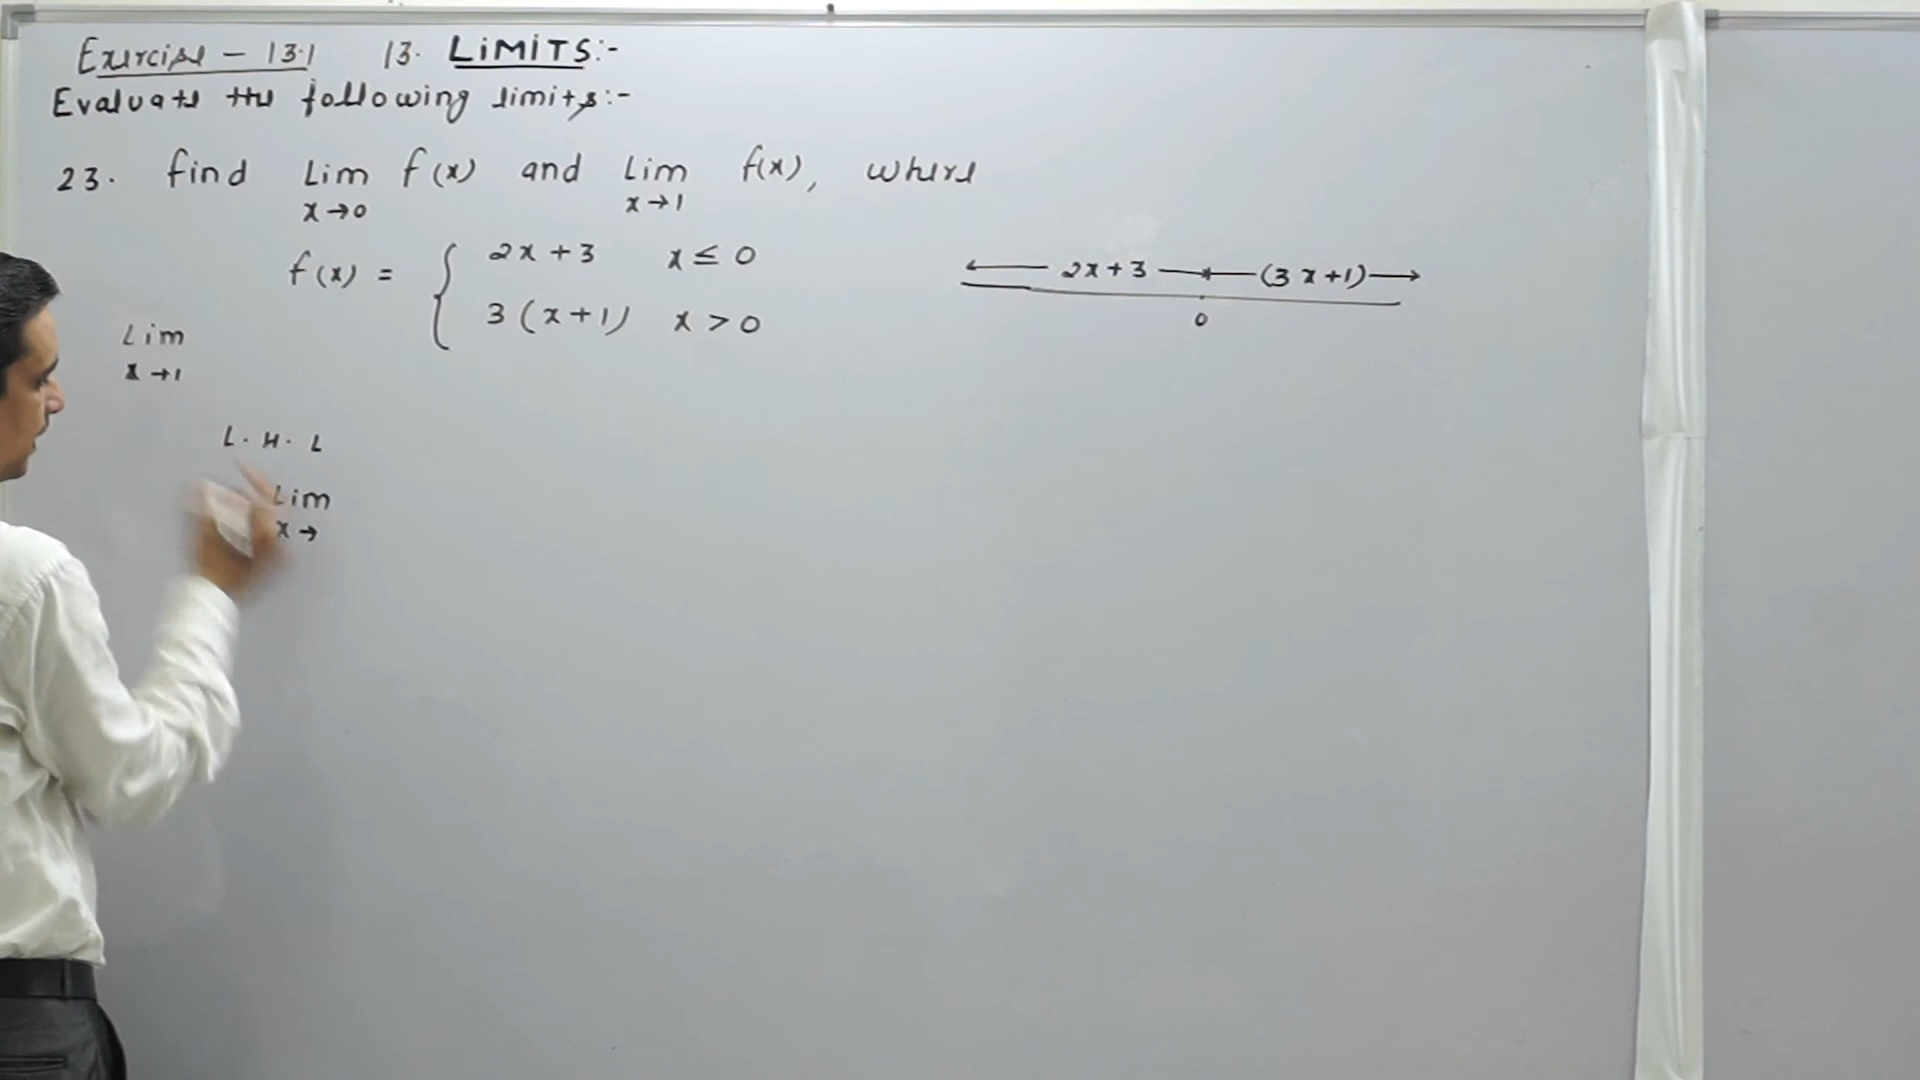 Exercise - 13.1 13. LiMiTS:-
Evaluate the following limits:-
23. find Lim f(x) and Lim f(x), where
x→0 x→1
f(x) = { 2x+3 x ≤ 0
3(x+1) x > 0
← 2x+3 —×← (3x+1) →
0
Lim
x→1
L.H.L
Lim
x→